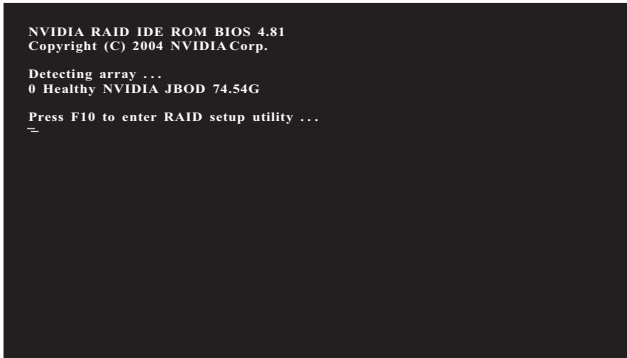 NVIDIA RAID IDE ROM BIOS 4.81
Copyright (C) 2004 NVIDIA Corp.
Detecting array ...
0 Healthy NVIDIA JBOD 74.54G
Press F10 to enter RAID setup utility ...